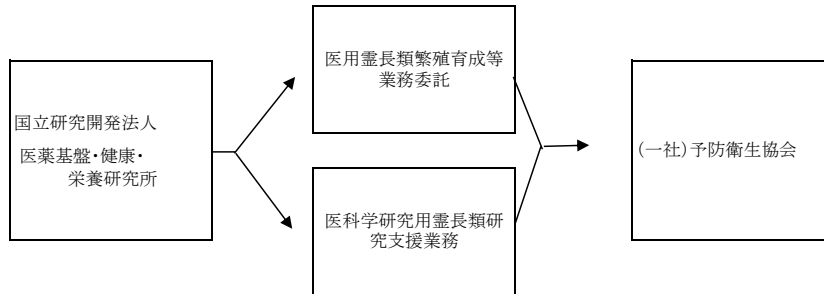 国立研究開発法人
医薬基盤・健康・
栄養研究所
医用霊長類繁殖育成等
業務委託
医科学研究用霊長類研
究支援業務
(一社)予防衛生協会